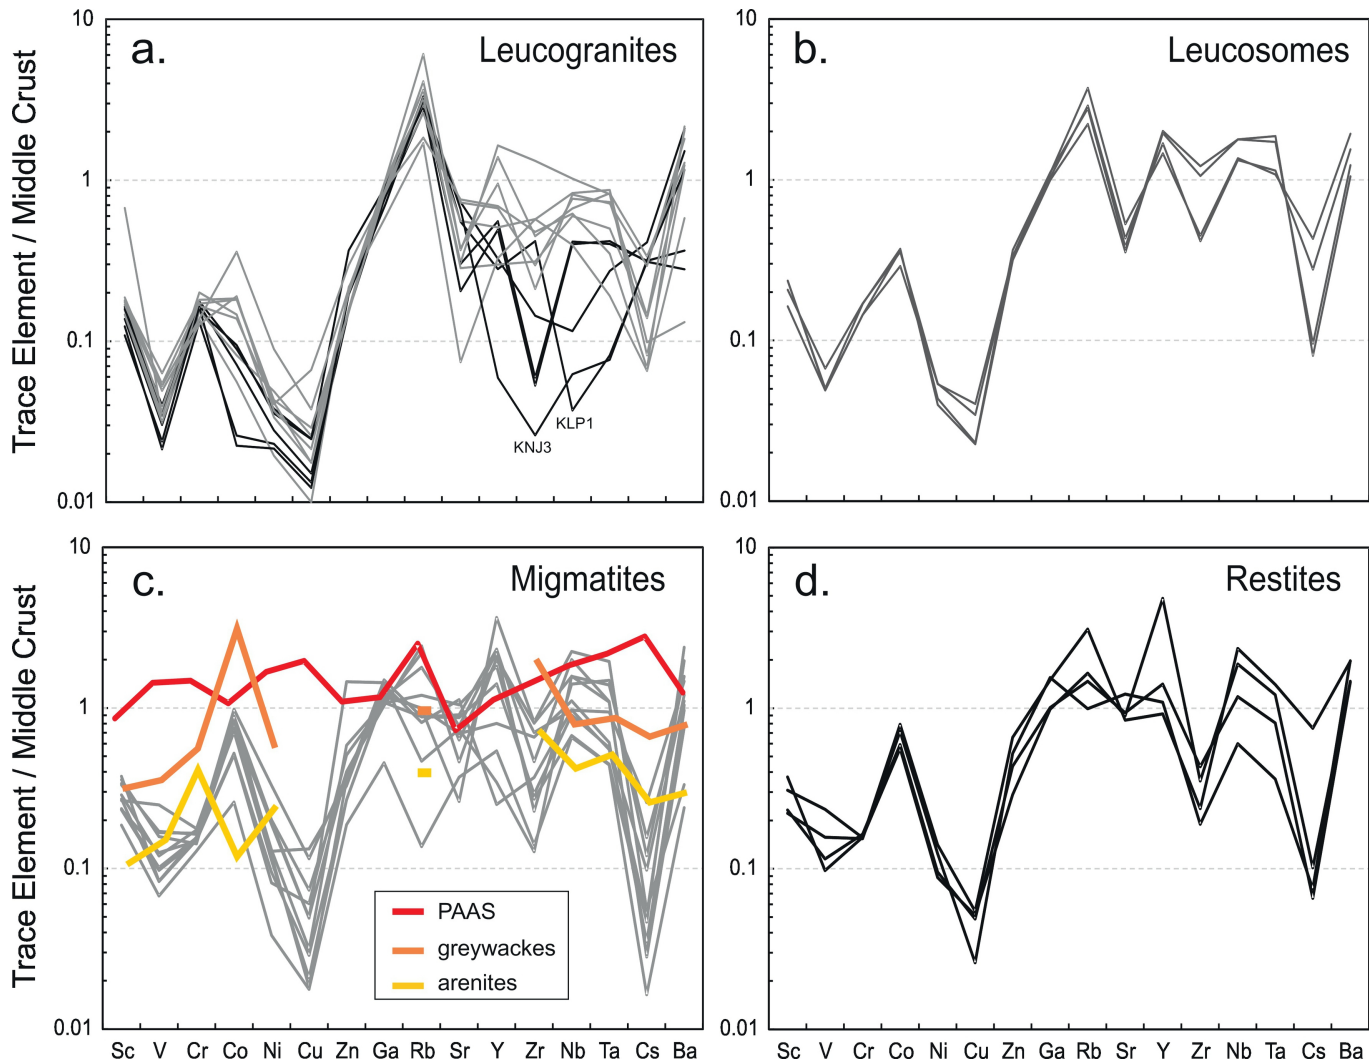 10
a.
Leucogranites
1
0.1
0.01
KNJ3
KLP1
Trace Element / Middle Crust
b.
Leucosomes
10
1
0.1
0.01
10
c.
Migmatites
1
0.1
0.01
Trace Element / Middle Crust
PAAS
greywackes
arenites
Sc V Cr Co Ni Cu Zn Ga Rb Sr Y Zr Nb Ta Cs Ba
10
d.
Restites
1
0.1
0.01
Sc V Cr Co Ni Cu Zn Ga Rb Sr Y Zr Nb Ta Cs Ba